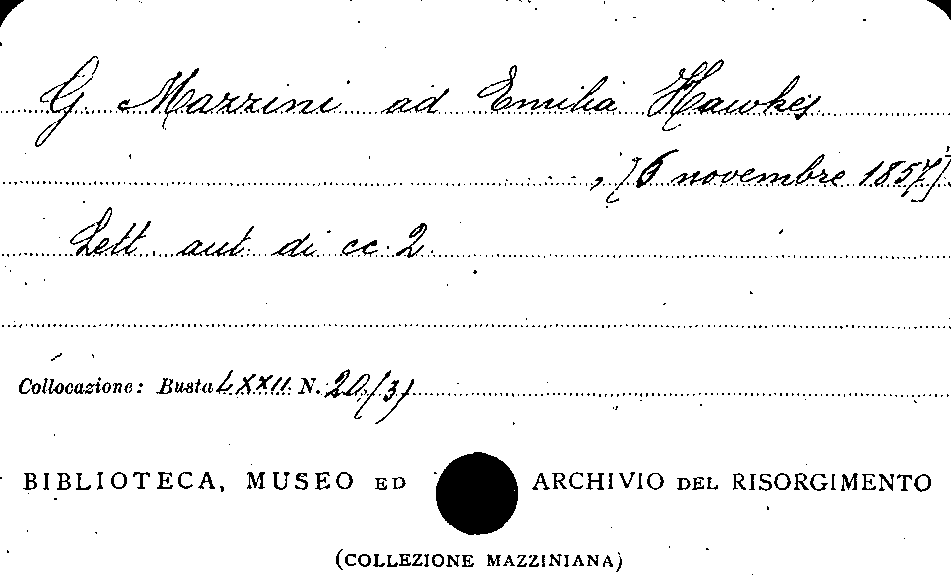 G. Mazzini ad Emilia Hawkes
, [6 novembre 1857].
Lett. aut. di cc. 2.
Collocazione: Busta LXXII N. 20/3)
BIBLIOTECA, MUSEO ED ARCHIVIO DEL RISORGIMENTO
(COLLEZIONE MAZZINIANA)